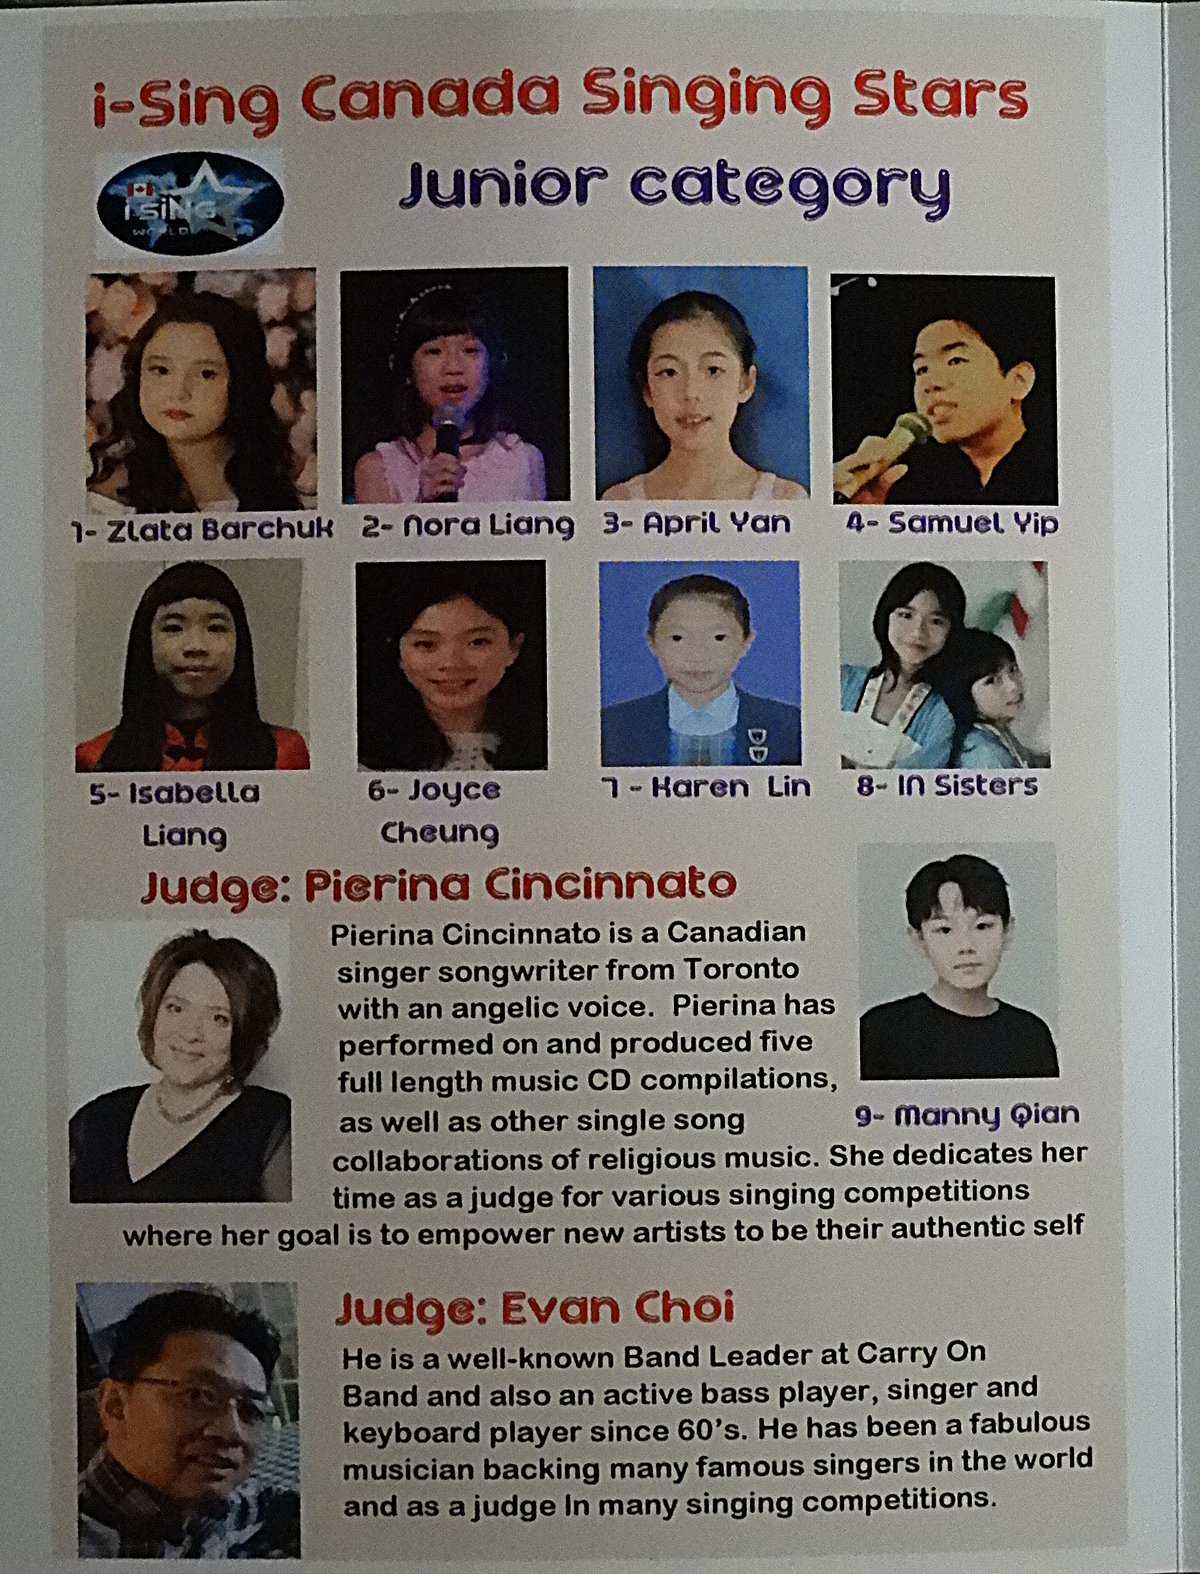 i-Sing Canada Singing Stars
Junior category
i SiNG
WORLD
1- Zlata Barchuk
2- Nora Liang
3- April Yan
4- Samuel Yip
5- Isabella
Liang
6- Joyce
Cheung
7 - Karen Lin
8- IN Sisters
Judge: Pierina Cincinnato
Pierina Cincinnato is a Canadian
singer songwriter from Toronto
with an angelic voice. Pierina has
performed on and produced five
full length music CD compilations,
as well as other single song
collaborations of religious music. She dedicates her
time as a judge for various singing competitions
where her goal is to empower new artists to be their authentic self
9- Manny Qian
Judge: Evan Choi
He is a well-known Band Leader at Carry On
Band and also an active bass player, singer and
keyboard player since 60's. He has been a fabulous
musician backing many famous singers in the world
and as a judge In many singing competitions.